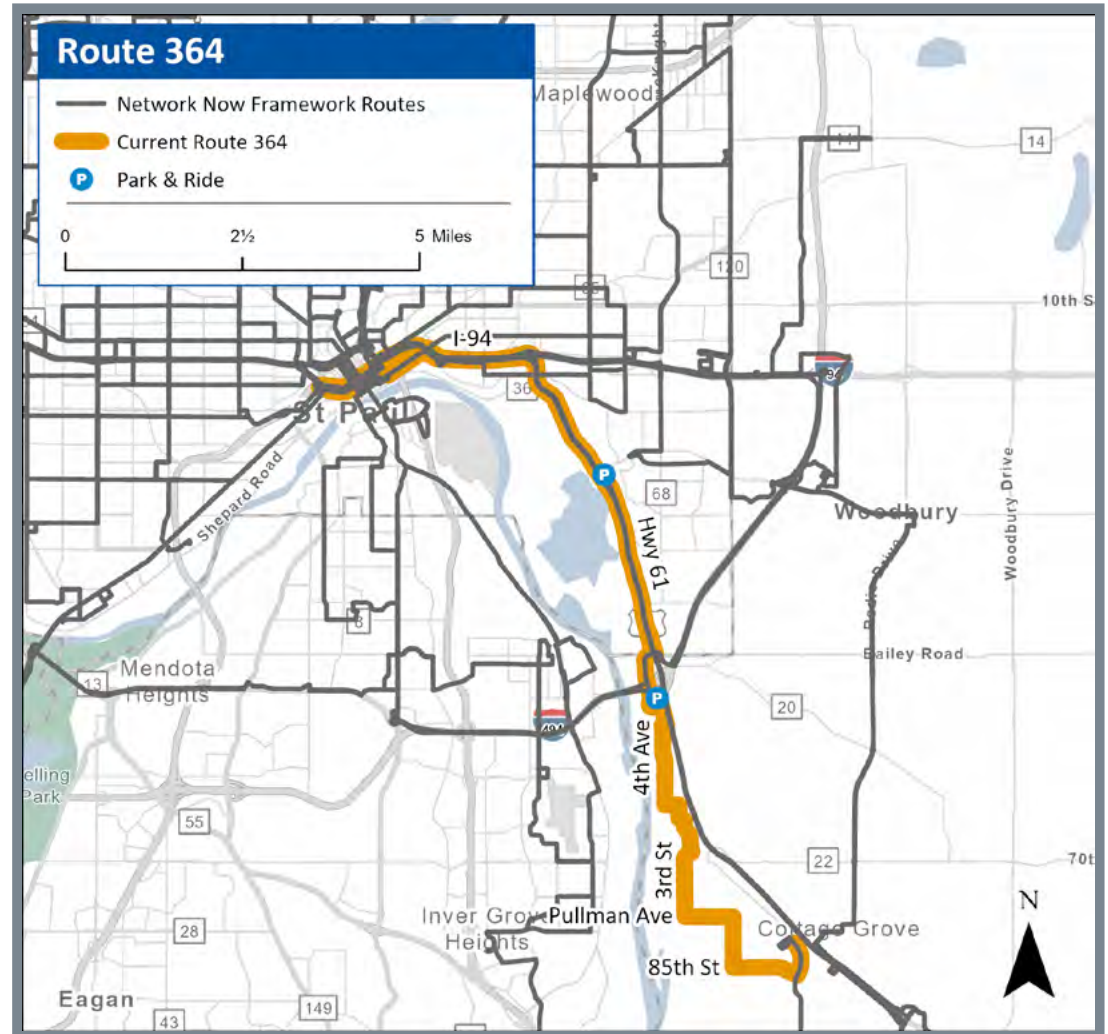 Route 364
Network Now Framework Routes
Current Route 364
P
Park & Ride
0
2½
5 Miles
Maplewood
14
120
10th S
I-94
94
36
St Paul
Shepard Road
P
68
Hwy 61
Woodbury
Woodbury Drive
8
Bailey Road
Mendota
Heights
13
20
P
494
4th Ave
elling
Park
55
22
3rd St
70t
N
Inver Grove
Heights
Pullman Ave
Cottage Grove
28
85th St
Eagan
43
149